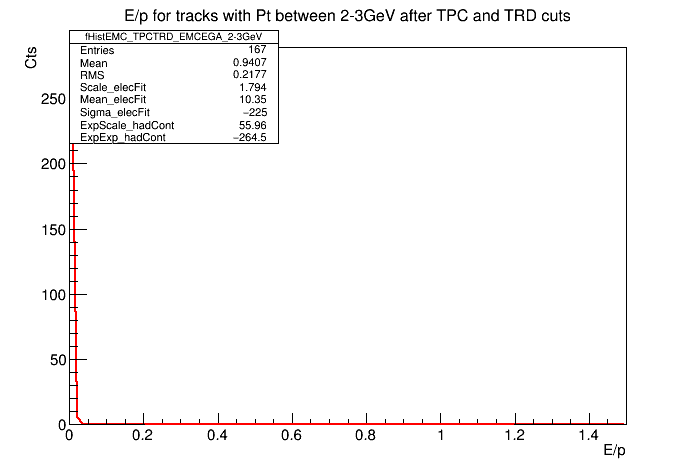 E/p for tracks with Pt between 2-3GeV after TPC and TRD cuts
fHistEMC_TPCTRD_EMCEGA_2-3GeV
Entries 167
Mean 0.9407
RMS 0.2177
Scale_elecFit 1.794
Mean_elecFit 10.35
Sigma_elecFit −225
ExpScale_hadCont 55.96
ExpExp_hadCont −264.5
Cts
250
200
150
100
50
0
0 0.2 0.4 0.6 0.8 1 1.2 1.4
E/p